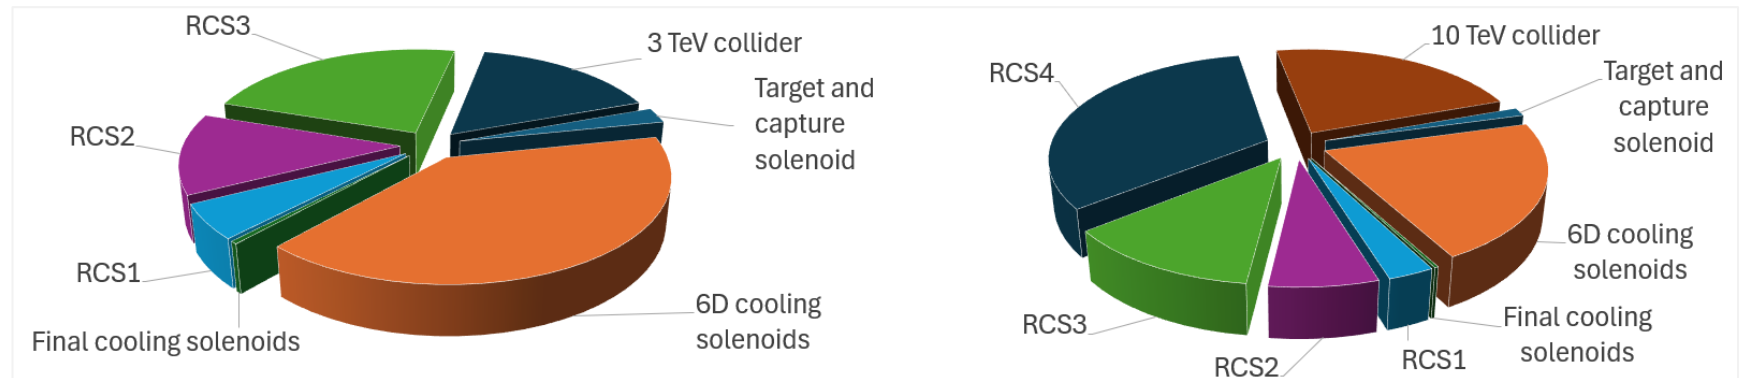 RCS3
3 TeV collider
Target and
capture
solenoid
RCS2
RCS1
Final cooling solenoids
6D cooling
solenoids
10 TeV collider
RCS4
Target and
capture
solenoid
6D cooling
solenoids
RCS3
Final cooling
solenoids
RCS2
RCS1